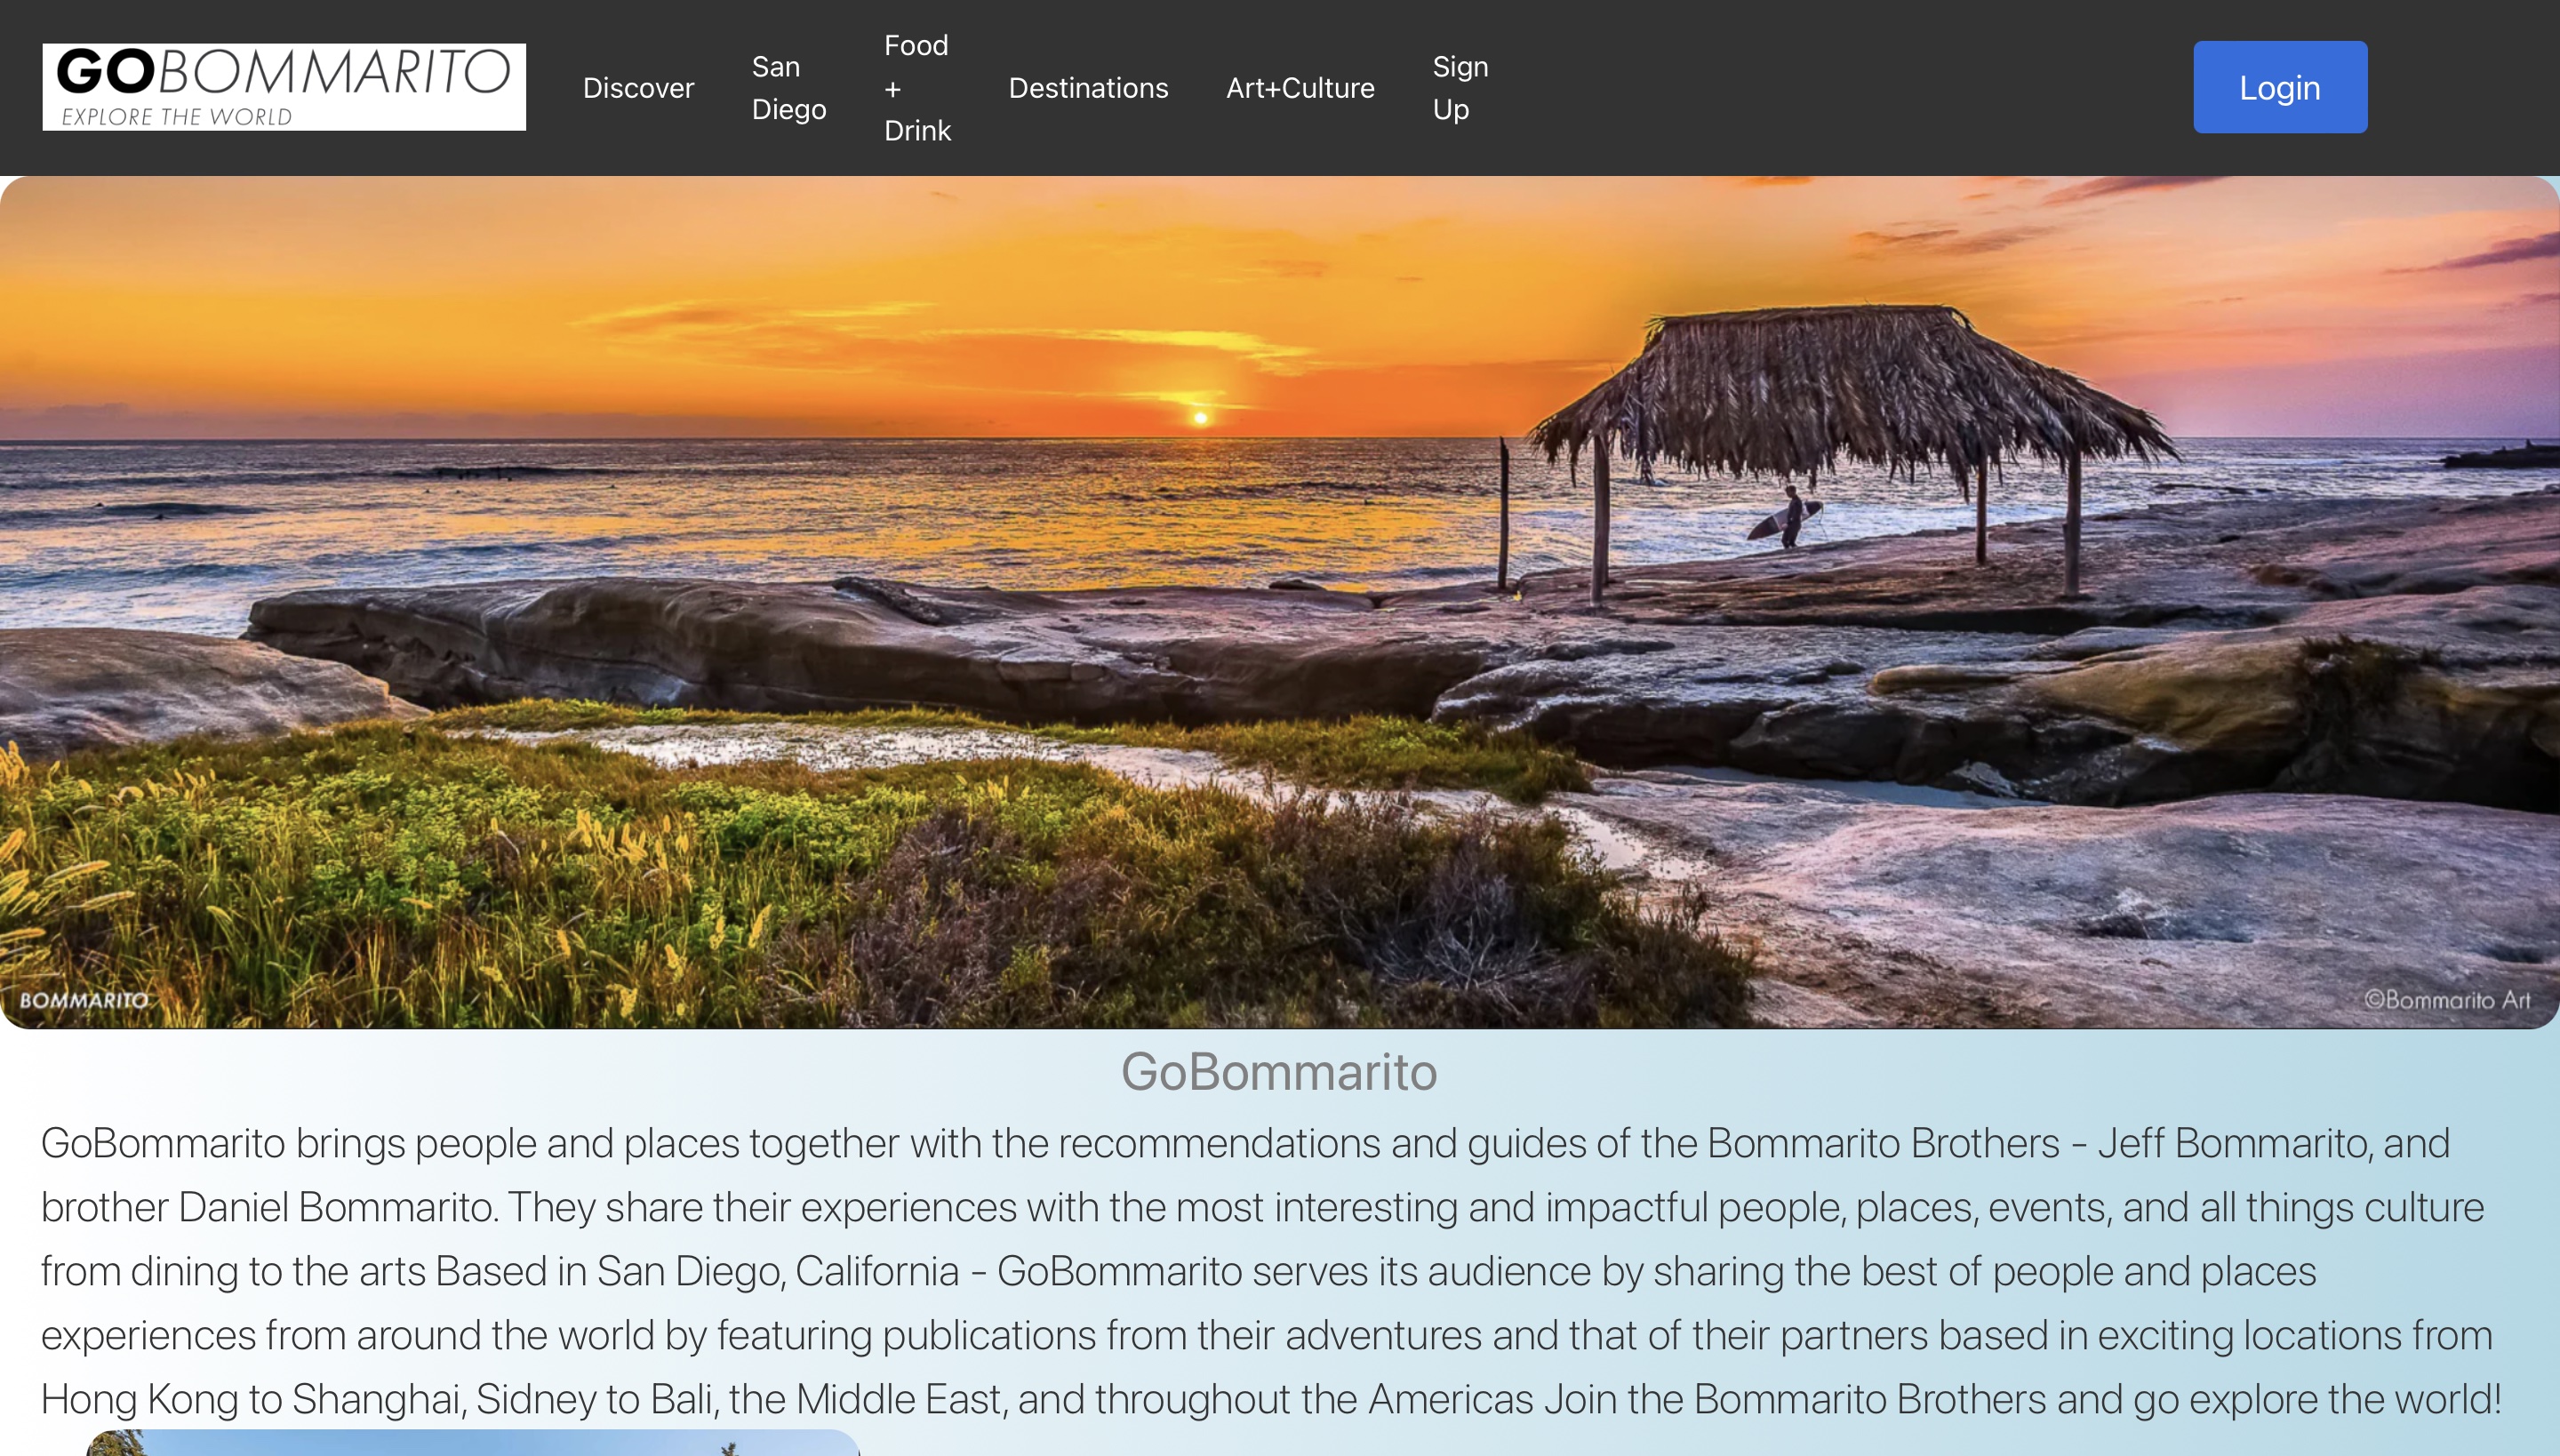 GOBOMMARITO
EXPLORE THE WORLD
Discover
San
Diego
Food
+
Drink
Destinations
Art+Culture
Sign
Up
Login
BOMMARITO
©Bommarito Art
GoBommarito
GoBommarito brings people and places together with the recommendations and guides of the Bommarito Brothers - Jeff Bommarito, and
brother Daniel Bommarito. They share their experiences with the most interesting and impactful people, places, events, and all things culture
from dining to the arts Based in San Diego, California - GoBommarito serves its audience by sharing the best of people and places
experiences from around the world by featuring publications from their adventures and that of their partners based in exciting locations from
Hong Kong to Shanghai, Sidney to Bali, the Middle East, and throughout the Americas Join the Bommarito Brothers and go explore the world!